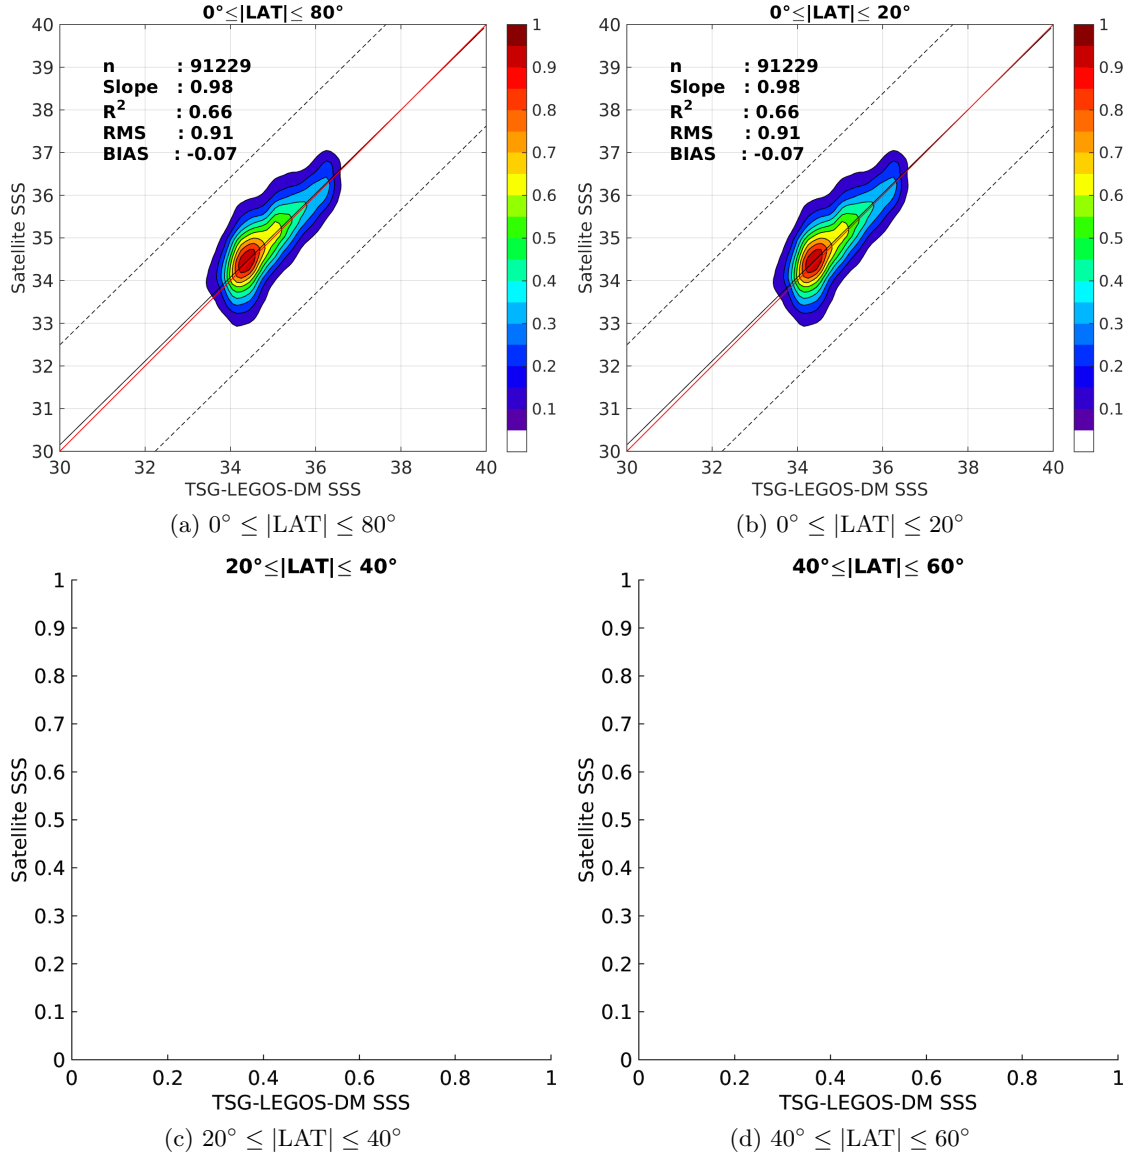 0°≤|LAT|≤ 80°
40
39
38
37
36
35
34
33
32
31
30
Satellite SSS
n : 91229
Slope : 0.98
R² : 0.66
RMS : 0.91
BIAS : -0.07
30 32 34 36 38 40
TSG-LEGOS-DM SSS
1
0.9
0.8
0.7
0.6
0.5
0.4
0.3
0.2
0.1
(a) 0° ≤ |LAT| ≤ 80°
0°≤|LAT|≤ 20°
40
39
38
37
36
35
34
33
32
31
30
Satellite SSS
n : 91229
Slope : 0.98
R² : 0.66
RMS : 0.91
BIAS : -0.07
30 32 34 36 38 40
TSG-LEGOS-DM SSS
1
0.9
0.8
0.7
0.6
0.5
0.4
0.3
0.2
0.1
(b) 0° ≤ |LAT| ≤ 20°
20°≤|LAT|≤ 40°
1
0.9
0.8
0.7
0.6
0.5
0.4
0.3
0.2
0.1
0
Satellite SSS
0 0.2 0.4 0.6 0.8 1
TSG-LEGOS-DM SSS
(c) 20° ≤ |LAT| ≤ 40°
40°≤|LAT|≤ 60°
1
0.9
0.8
0.7
0.6
0.5
0.4
0.3
0.2
0.1
0
Satellite SSS
0 0.2 0.4 0.6 0.8 1
TSG-LEGOS-DM SSS
(d) 40° ≤ |LAT| ≤ 60°